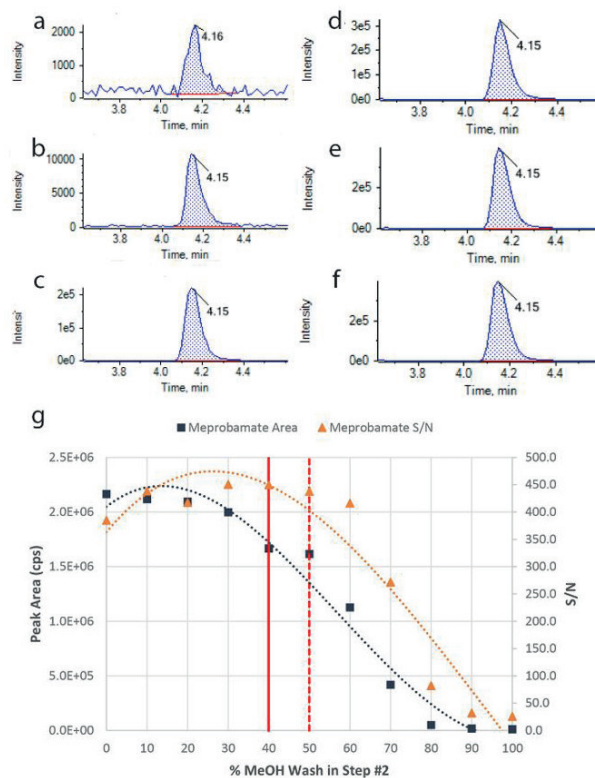 a
Intensity
2000
1000
0
4.16
3.8 4.0 4.2 4.4
Time, min
b
Intensity
10000
5000
0
4.15
3.8 4.0 4.2 4.4
Time, min
c
Intensi
2e5
1e5
0e0
4.15
3.8 4.0 4.2 4.4
Time, min
d
Intensity
3e5
2e5
1e5
0e0
4.15
3.8 4.0 4.2 4.4
Time, min
e
Intensity
2e5
0e0
4.15
3.8 4.0 4.2 4.4
Time, min
f
Intensity
2e5
0e0
4.15
3.8 4.0 4.2 4.4
Time, min
g
Meprobamate Area Meprobamate S/N
Peak Area (cps)
2.5E+06
2.0E+06
1.5E+06
1.0E+06
5.0E+05
0.0E+00
500.0
450.0
400.0
350.0
300.0
250.0
200.0
150.0
100.0
50.0
0.0
S/N
0 10 20 30 40 50 60 70 80 90 100
% MeOH Wash in Step #2